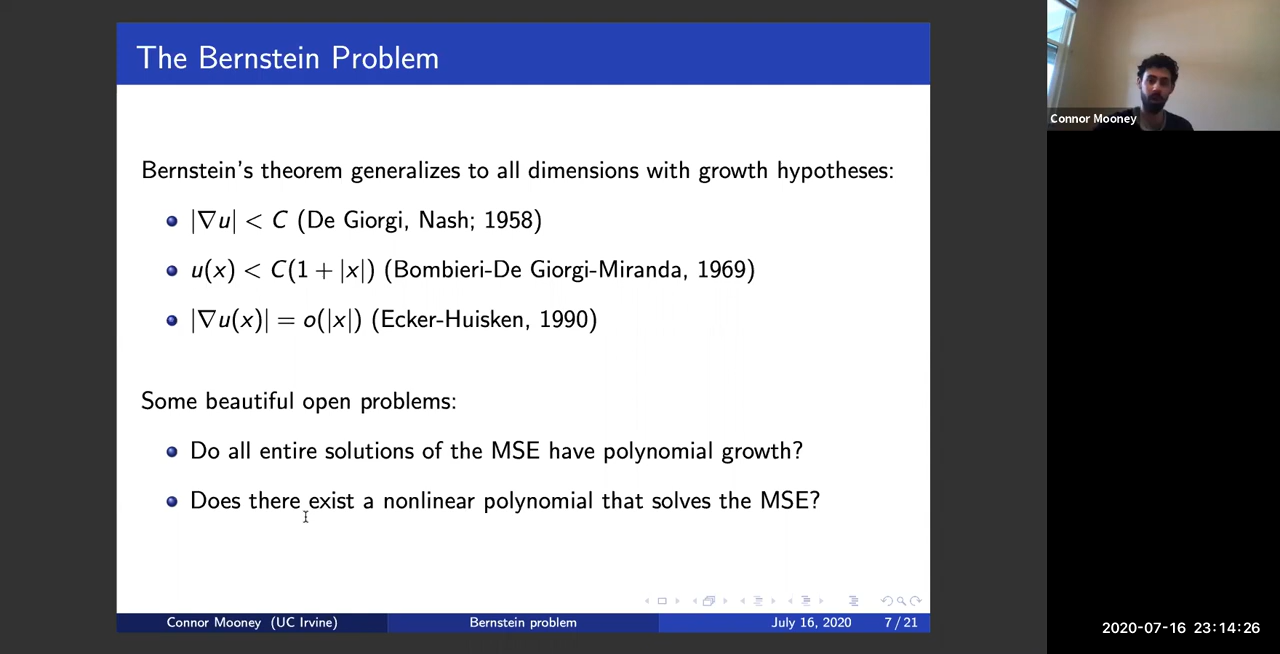 The Bernstein Problem
Bernstein's theorem generalizes to all dimensions with growth hypotheses:
|∇u| < C (De Giorgi, Nash; 1958)
u(x) < C(1 + |x|) (Bombieri-De Giorgi-Miranda, 1969)
|∇u(x)| = o(|x|) (Ecker-Huisken, 1990)
Some beautiful open problems:
Do all entire solutions of the MSE have polynomial growth?
Does there exist a nonlinear polynomial that solves the MSE?
Connor Mooney (UC Irvine)
Bernstein problem
July 16, 2020
7 / 21
Connor Mooney
2020-07-16 23:14:26